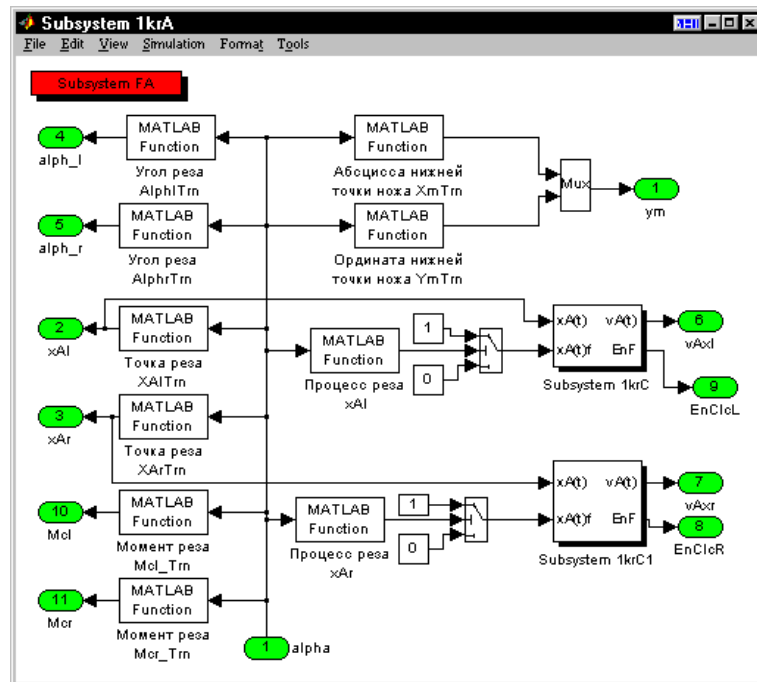 Subsystem 1krA
File Edit View Simulation Format Tools
Subsystem FA
4
alph_l
MATLAB Function
Угол реза
AlphlTrn
MATLAB Function
Абсцисса нижней
точки ножа XmTrn
Mux
1
ym
5
alph_r
MATLAB Function
Угол реза
AlphrTrn
MATLAB Function
Ордината нижней
точки ножа YmTrn
2
xAl
MATLAB Function
Точка реза
XAlTrn
MATLAB Function
Процесс реза
xAl
1
0
xA(t) vA(t)
xA(t)f EnF
Subsystem 1krC
6
vAxl
9
EnClcL
3
xAr
MATLAB Function
Точка реза
XArTrn
10
Mcl
MATLAB Function
Момент реза
Mcl_Trn
MATLAB Function
Процесс реза
xAr
1
0
xA(t) vA(t)
xA(t)f EnF
Subsystem 1krC1
7
vAxr
8
EnClcR
11
Mcr
MATLAB Function
Момент реза
Mcr_Trn
1
alpha